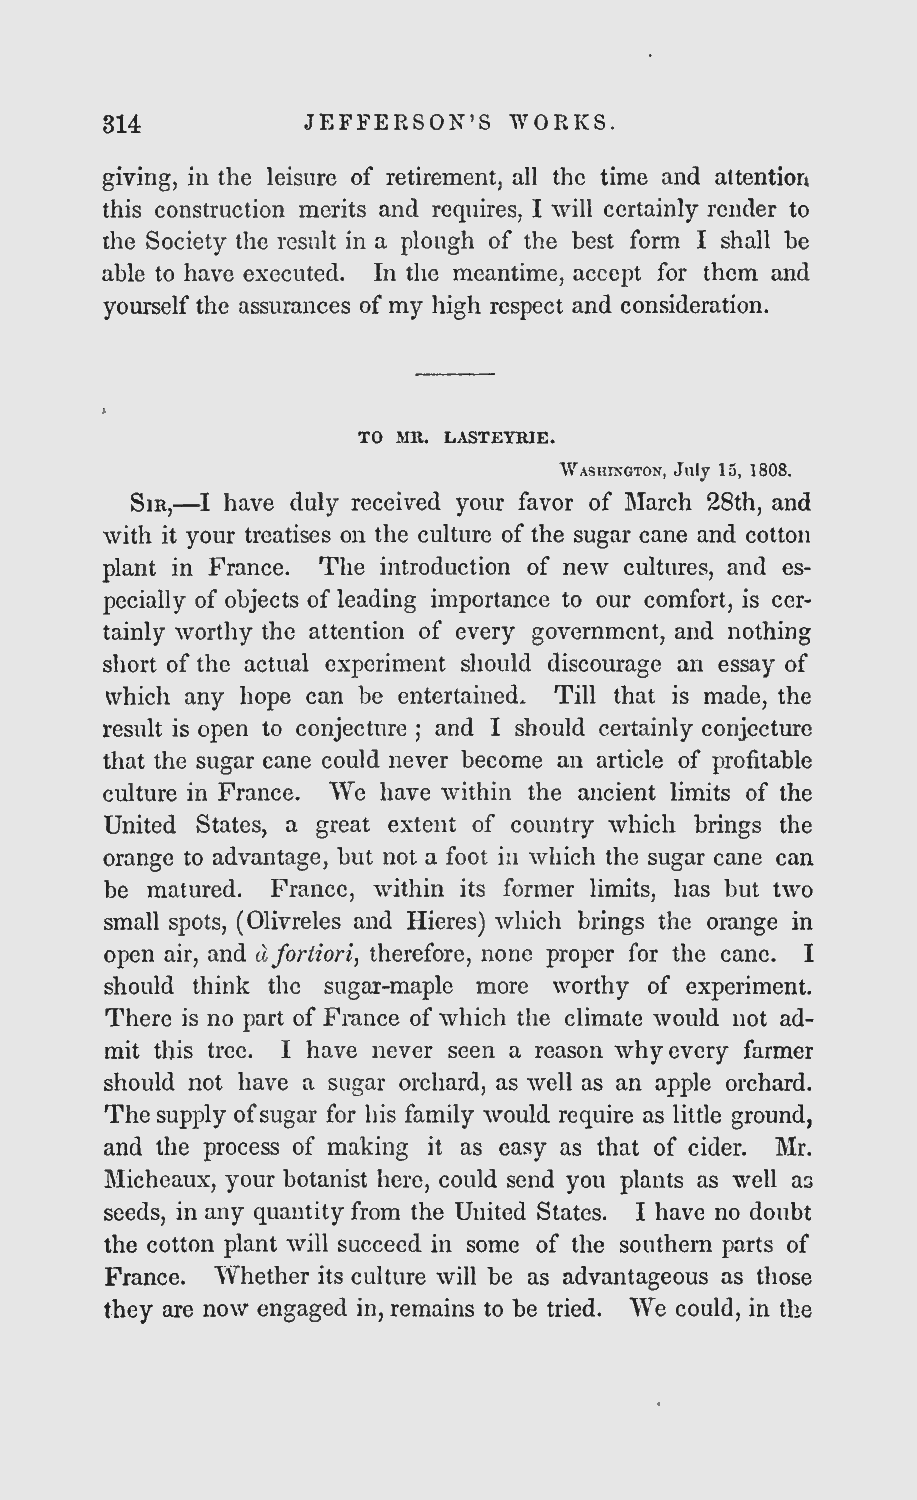 314 JEFFERSON'S WORKS.
giving, in the leisure of retirement, all the time and attention
this construction merits and requires, I will certainly render to
the Society the result in a plough of the best form I shall be
able to have executed. In the meantime, accept for them and
yourself the assurances of my high respect and consideration.
TO MR. LASTEYRIE.
WASHINGTON, July 15, 1808.
SIR,—I have duly received your favor of March 28th, and
with it your treatises on the culture of the sugar cane and cotton
plant in France. The introduction of new cultures, and es-
pecially of objects of leading importance to our comfort, is cer-
tainly worthy the attention of every government, and nothing
short of the actual experiment should discourage an essay of
which any hope can be entertained. Till that is made, the
result is open to conjecture ; and I should certainly conjecture
that the sugar cane could never become an article of profitable
culture in France. We have within the ancient limits of the
United States, a great extent of country which brings the
orange to advantage, but not a foot in which the sugar cane can
be matured. France, within its former limits, has but two
small spots, (Olivreles and Hieres) which brings the orange in
open air, and à fortiori, therefore, none proper for the cane. I
should think the sugar-maple more worthy of experiment.
There is no part of France of which the climate would not ad-
mit this tree. I have never seen a reason why every farmer
should not have a sugar orchard, as well as an apple orchard.
The supply of sugar for his family would require as little ground,
and the process of making it as easy as that of cider. Mr.
Micheaux, your botanist here, could send you plants as well as
seeds, in any quantity from the United States. I have no doubt
the cotton plant will succeed in some of the southern parts of
France. Whether its culture will be as advantageous as those
they are now engaged in, remains to be tried. We could, in the